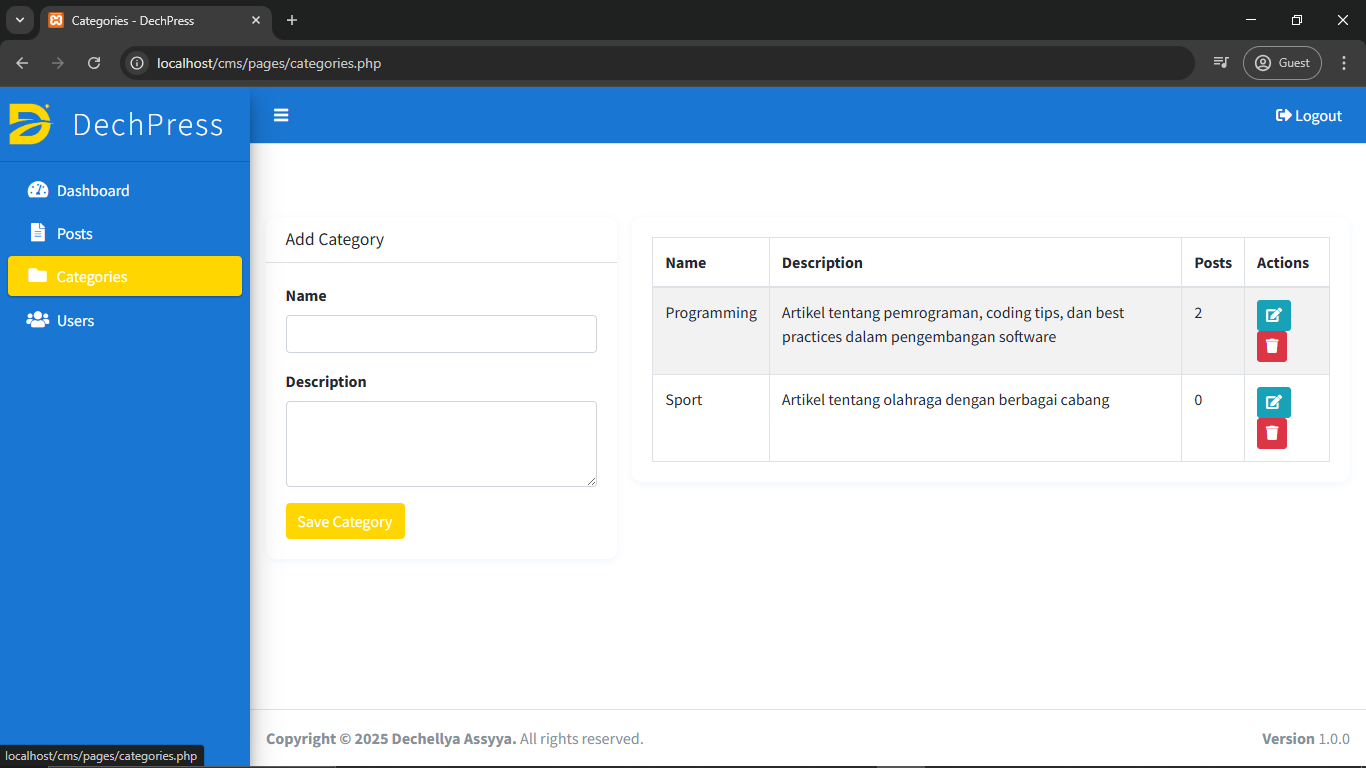 Categories - DechPress
localhost/cms/pages/categories.php
Guest
DechPress
Logout
Dashboard
Posts
Categories
Users
Add Category
Name
Description
Save Category
Name Description Posts Actions
Programming Artikel tentang pemrograman, coding tips, dan best 2
practices dalam pengembangan software
Sport Artikel tentang olahraga dengan berbagai cabang 0
Copyright © 2025 Dechellya Assyya. All rights reserved.
Version 1.0.0
localhost/cms/pages/categories.php